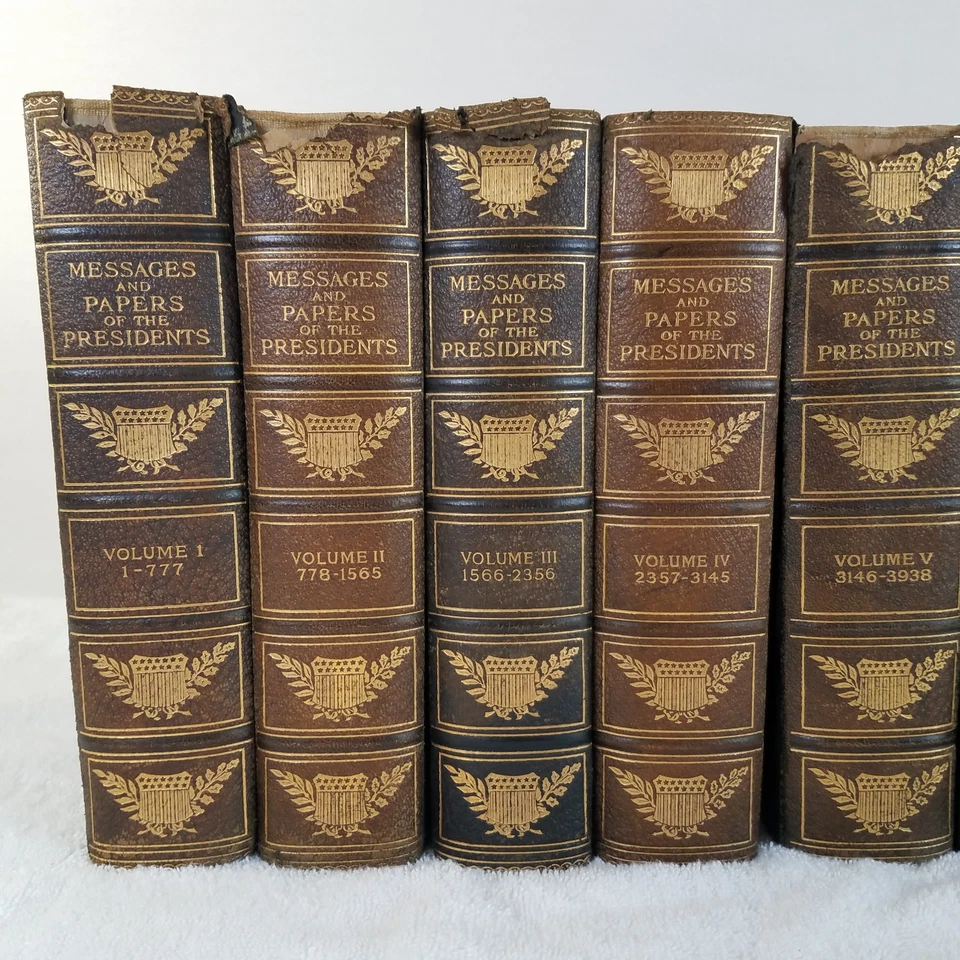 MESSAGES
AND
PAPERS
OF THE
PRESIDENTS
VOLUME I
1-777
MESSAGES
AND
PAPERS
OF THE
PRESIDENTS
VOLUME II
778-1565
MESSAGES
AND
PAPERS
OF THE
PRESIDENTS
VOLUME III
1566-2356
MESSAGES
AND
PAPERS
OF THE
PRESIDENTS
VOLUME IV
2357-3145
MESSAGES
AND
PAPERS
OF THE
PRESIDENTS
VOLUME V
3146-3938